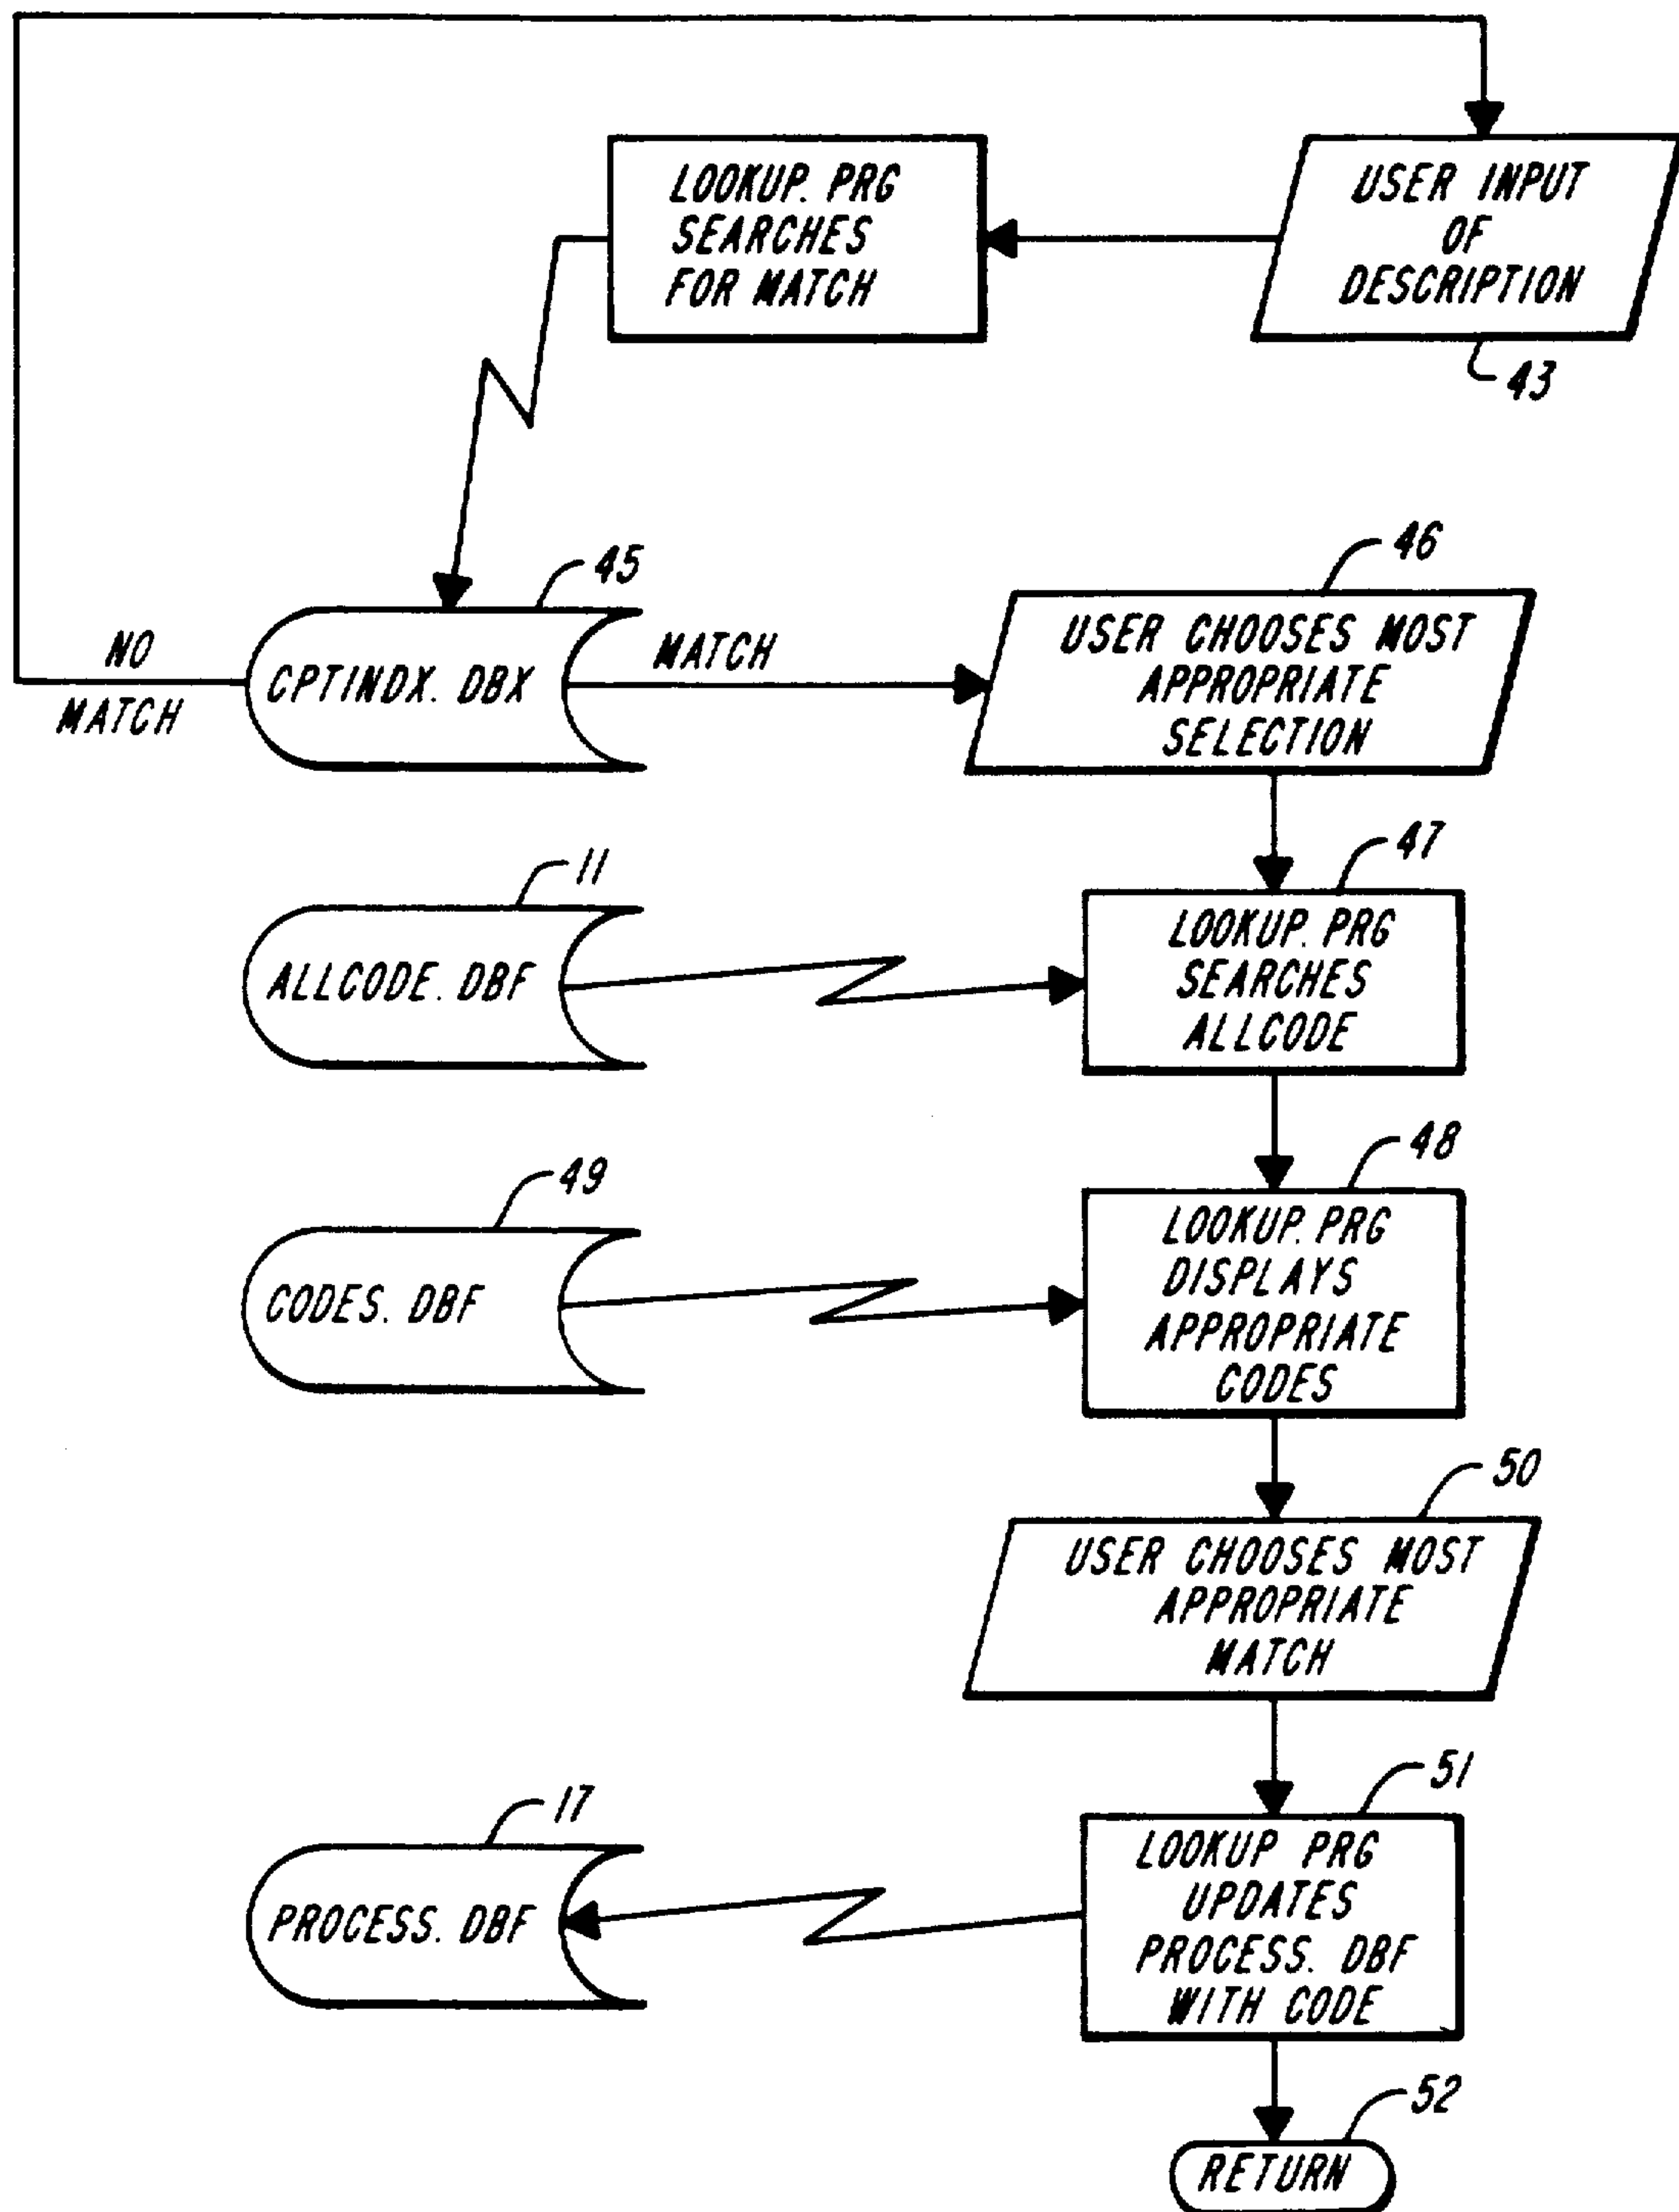 LOOKUP. PRG
SEARCHES
FOR MATCH
USER INPUT
OF
DESCRIPTION
43
45
46
NO
MATCH
CPTINDX. DBX
MATCH
USER CHOOSES MOST
APPROPRIATE
SELECTION
11
47
ALLCODE. DBF
LOOKUP. PRG
SEARCHES
ALLCODE
49
48
CODES. DBF
LOOKUP. PRG
DISPLAYS
APPROPRIATE
CODES
50
USER CHOOSES MOST
APPROPRIATE
MATCH
17
51
PROCESS. DBF
LOOKUP PRG
UPDATES
PROCESS. DBF
WITH CODE
52
RETURN